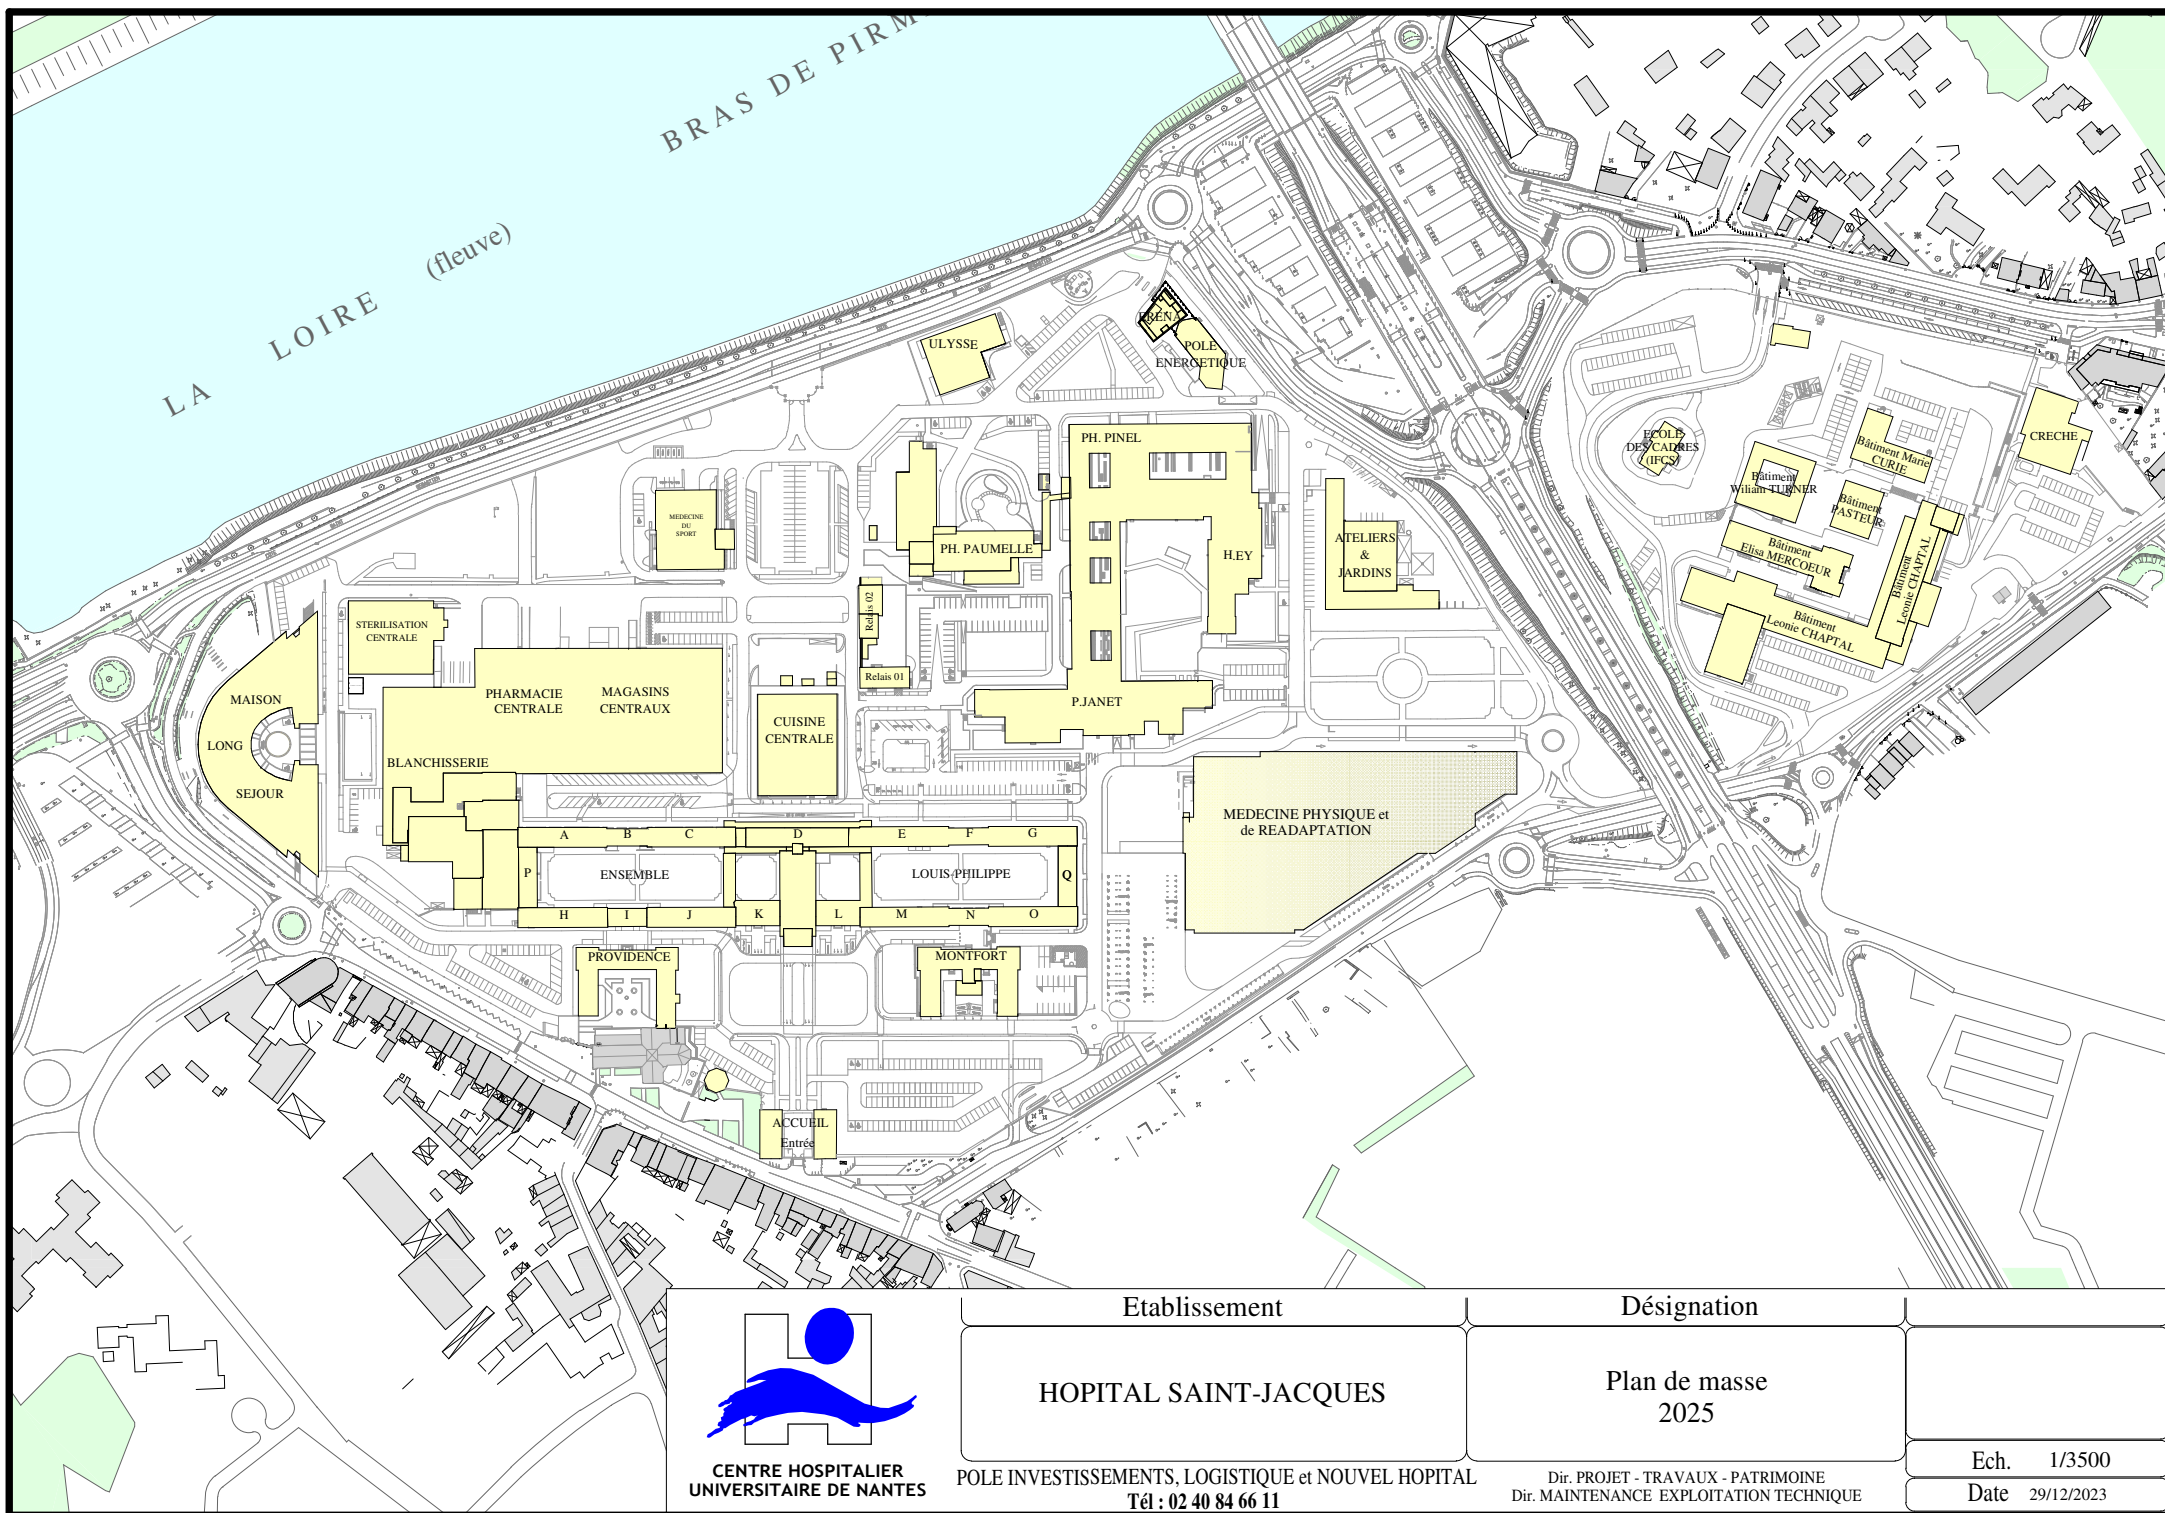 BRAS DE PIRM
LA LOIRE (fleuve)
ULYSSE
POLE
ENERGETIQUE
PH. PINEL
ECOLE
DES CADRES
(IFCS)
Bâtiment Marie
CURIE
CRECHE
Bâtiment
Wiliam TURNER
Bâtiment
PASTEUR
MEDECINE
DU
SPORT
PH. PAUMELLE
H.EY
ATELIERS
&
JARDINS
Bâtiment
Elisa MERCOEUR
Bâtiment
Leonie CHAPTAL
Bâtiment
Leonie CHAPTAL
Relais 02
Relais 01
STERILISATION
CENTRALE
MAISON
LONG
SEJOUR
PHARMACIE
CENTRALE
MAGASINS
CENTRAUX
CUISINE
CENTRALE
P.JANET
BLANCHISSERIE
MEDECINE PHYSIQUE et
de READAPTATION
A B C D E F G
P ENSEMBLE LOUIS-PHILIPPE Q
H I J K L M N O
PROVIDENCE
MONTFORT
ACCUEIL
Entrée
Etablissement
Désignation
HOPITAL SAINT-JACQUES
Plan de masse
2025
CENTRE HOSPITALIER
UNIVERSITAIRE DE NANTES
POLE INVESTISSEMENTS, LOGISTIQUE et NOUVEL HOPITAL
Tél : 02 40 84 66 11
Dir. PROJET - TRAVAUX - PATRIMOINE
Dir. MAINTENANCE EXPLOITATION TECHNIQUE
Ech. 1/3500
Date 29/12/2023